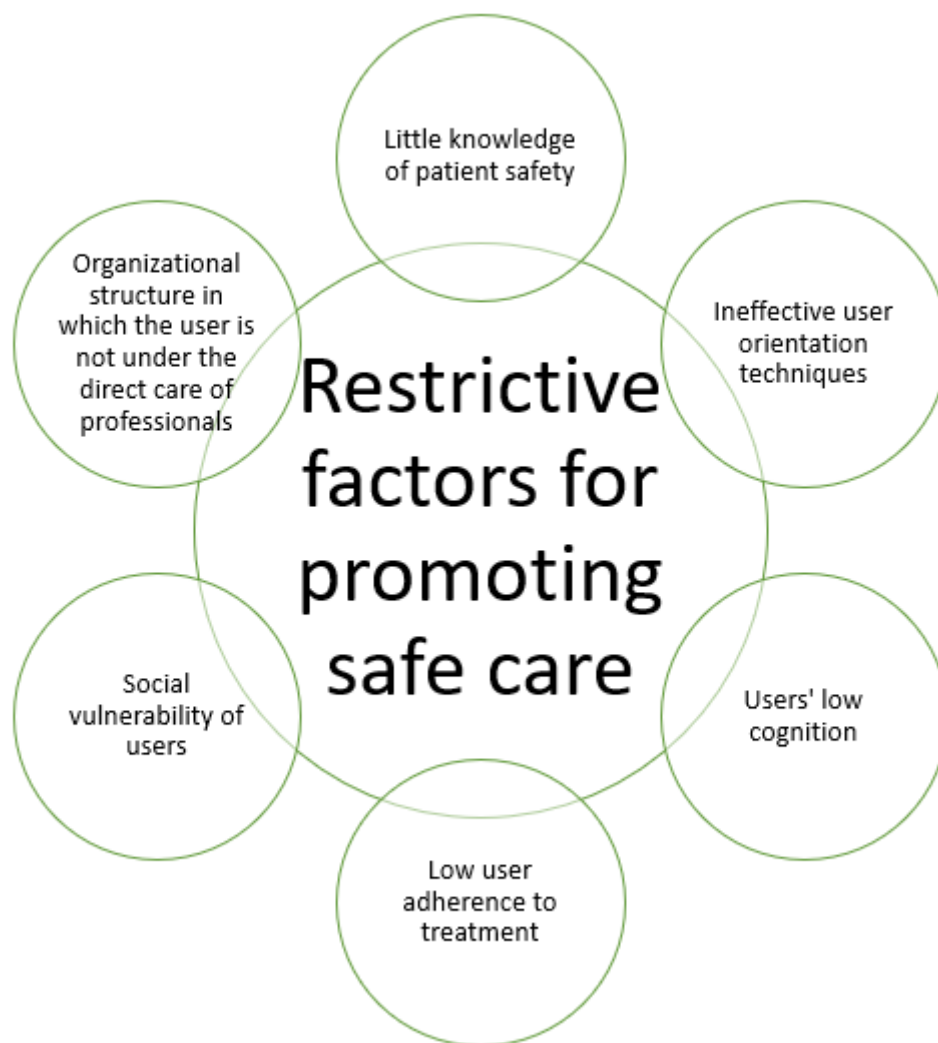 Little knowledge
of patient safety
Organizational
structure in
which the user is
not under the
direct care of
professionals
Ineffective user
orientation
techniques
Restrictive
factors for
promoting
safe care
Social
vulnerability of
users
Users' low
cognition
Low user
adherence to
treatment